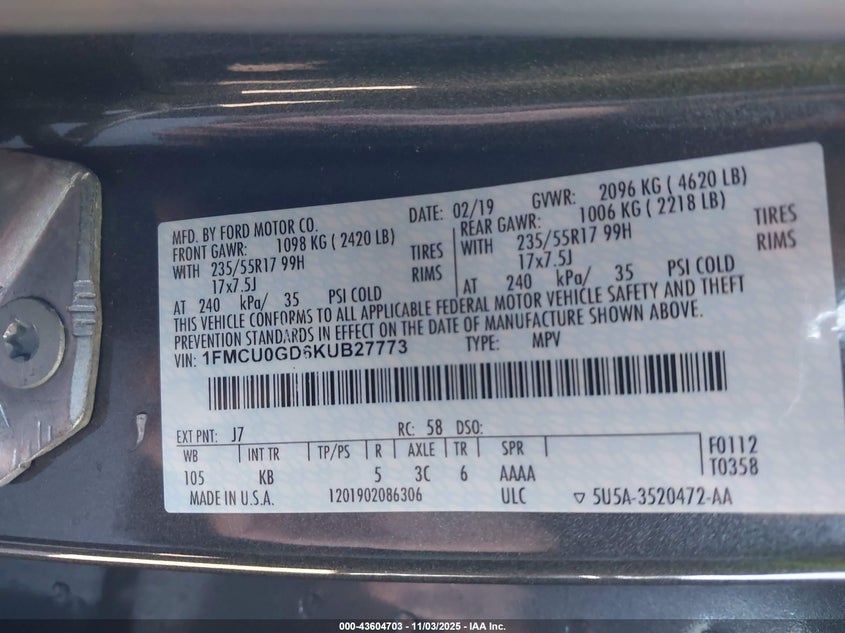 MFD. BY FORD MOTOR CO. DATE: 02/19 GVWR: 2096 KG ( 4620 LB)
FRONT GAWR: 1098 KG ( 2420 LB) REAR GAWR: 1006 KG ( 2218 LB)
WITH 235/55R17 99H TIRES WITH 235/55R17 99H TIRES
17x7.5J RIMS 17x7.5J RIMS
AT 240 kPa/ 35 PSI COLD AT 240 kPa/ 35 PSI COLD
THIS VEHICLE CONFORMS TO ALL APPLICABLE FEDERAL MOTOR VEHICLE SAFETY AND THEFT
PREVENTION STANDARDS IN EFFECT ON THE DATE OF MANUFACTURE SHOWN ABOVE.
VIN: 1FMCU0GD6KUB27773 TYPE: MPV
EXT PNT: J7 RC: 58 DSO:
WB INT TR TP/PS R AXLE TR SPR F0112
105 KB 5 3C 6 AAAA T0358
MADE IN U.S.A. 1201902086306 ULC ▽ 5U5A-3520472-AA
000-43604703 - 11/03/2025 - IAA Inc.